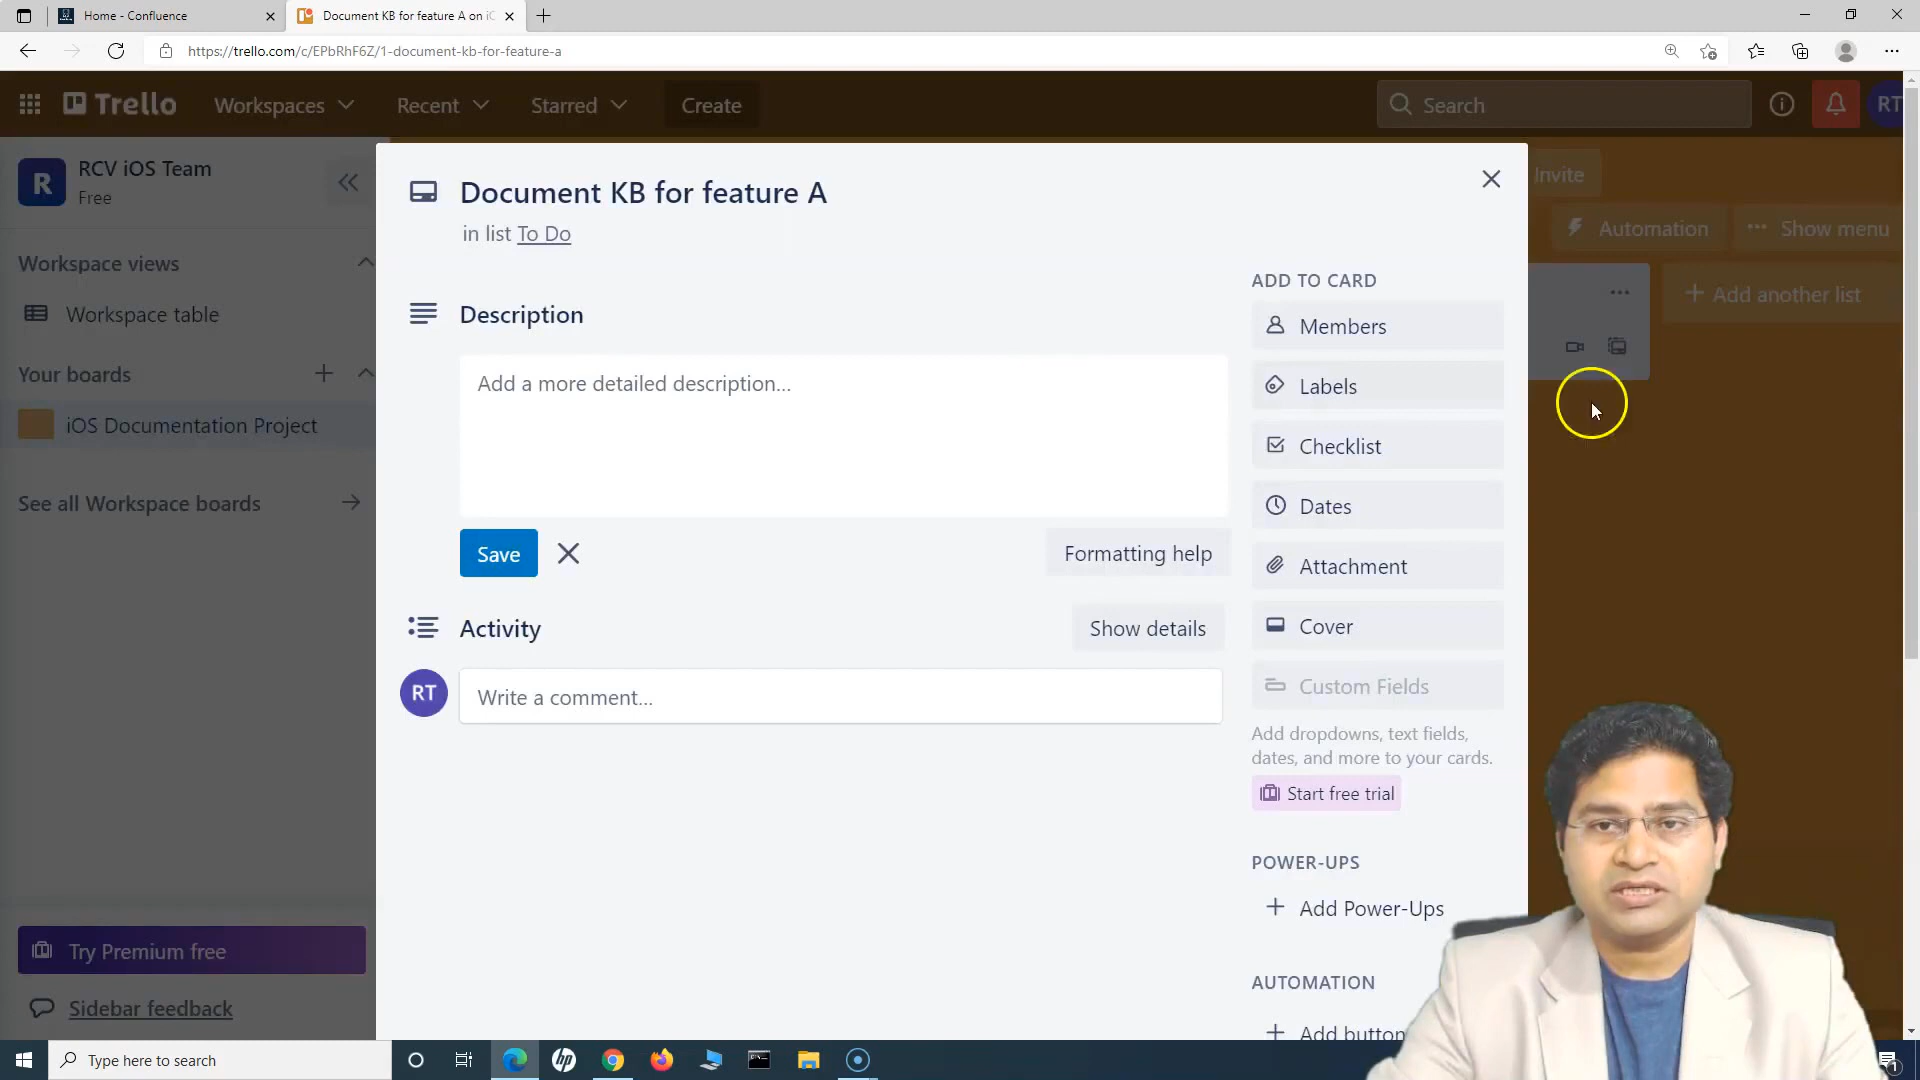 Home - Confluence
Document KB for feature A on iO
https://trello.com/c/EPbRhF6Z/1-document-kb-for-feature-a
Trello
Workspaces
Recent
Starred
Create
Search
RT
R
RCV iOS Team
Free
Workspace views
Workspace table
Your boards
iOS Documentation Project
See all Workspace boards
Try Premium free
Sidebar feedback
Invite
Automation
Show menu
Add another list
Document KB for feature A
in list To Do
Description
Add a more detailed description...
Save
Formatting help
Activity
Show details
RT
Write a comment...
ADD TO CARD
Members
Labels
Checklist
Dates
Attachment
Cover
Custom Fields
Add dropdowns, text fields,
dates, and more to your cards.
Start free trial
POWER-UPS
Add Power-Ups
AUTOMATION
Add button
Type here to search
hp
1